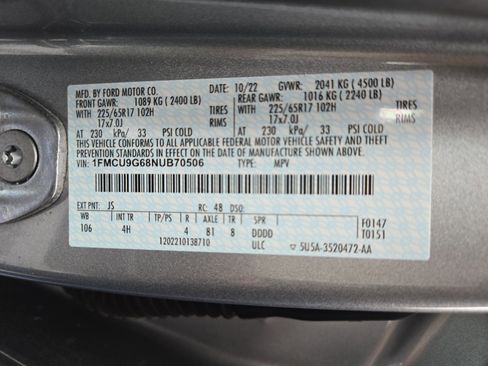 MFD. BY FORD MOTOR CO. DATE: 10/22 GVWR: 2041 KG ( 4500 LB)
FRONT GAWR: 1089 KG ( 2400 LB) REAR GAWR: 1016 KG ( 2240 LB)
WITH 225/65R17 102H TIRES WITH 225/65R17 102H TIRES
17x7.0J RIMS 17x7.0J RIMS
AT 230 kPa/ 33 PSI COLD AT 230 kPa/ 33 PSI COLD
THIS VEHICLE CONFORMS TO ALL APPLICABLE FEDERAL MOTOR VEHICLE SAFETY AND THEFT
PREVENTION STANDARDS IN EFFECT ON THE DATE OF MANUFACTURE SHOWN ABOVE.
VIN: 1FMCU9G68NUB70506 TYPE: MPV
EXT PNT: JS RC: 48 DSO:
WB INT TR TP/PS R AXLE TR SPR F0147
106 4H 4 B1 8 DDDD T0151
1202210138710 ULC 5U5A-3520472-AA